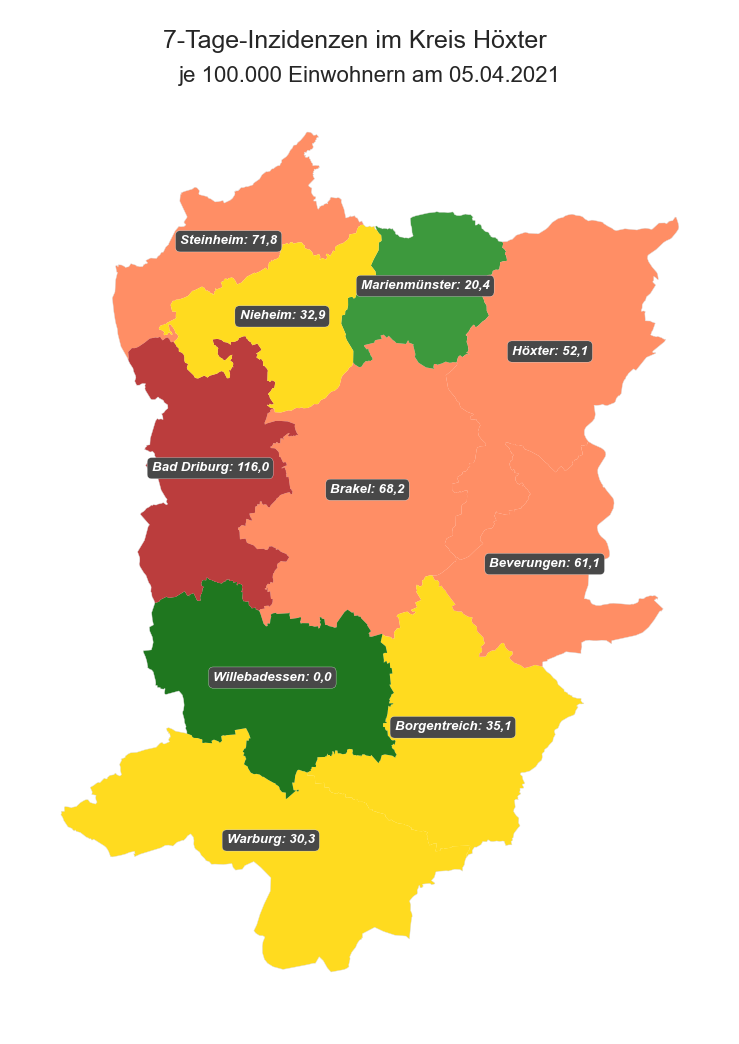 7-Tage-Inzidenzen im Kreis Höxter
je 100.000 Einwohnern am 05.04.2021
Steinheim: 71,8
Marienmünster: 20,4
Nieheim: 32,9
Höxter: 52,1
Bad Driburg: 116,0
Brakel: 68,2
Beverungen: 61,1
Willebadessen: 0,0
Borgentreich: 35,1
Warburg: 30,3